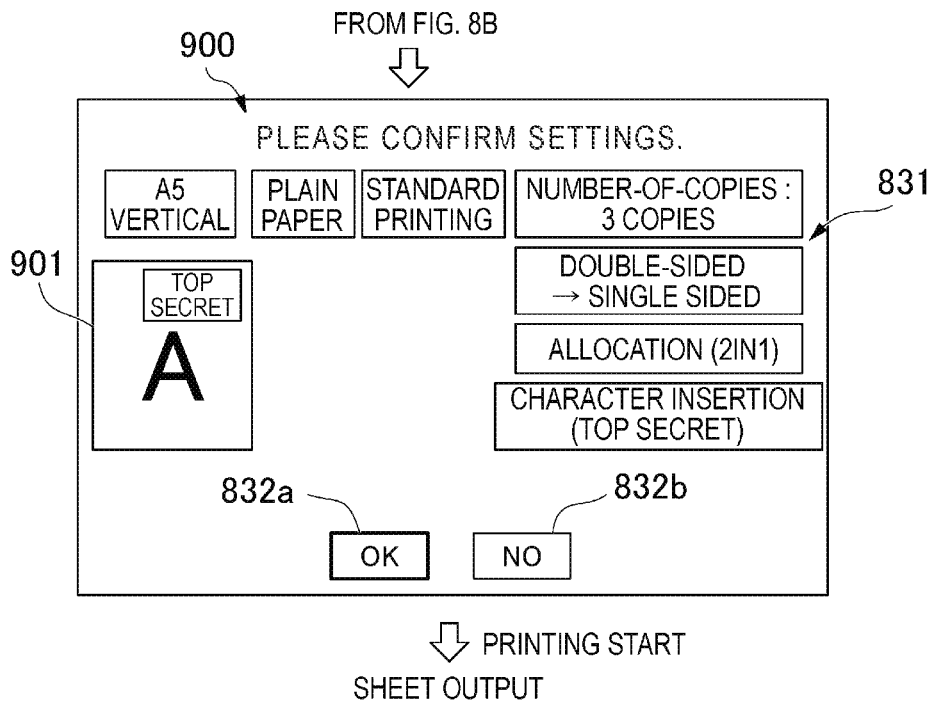 FROM FIG. 8B
900
PLEASE CONFIRM SETTINGS.
A5
VERTICAL
PLAIN
PAPER
STANDARD
PRINTING
NUMBER-OF-COPIES :
3 COPIES
831
DOUBLE-SIDED
→ SINGLE SIDED
901
TOP
SECRET
A
ALLOCATION (2IN1)
CHARACTER INSERTION
(TOP SECRET)
832a
832b
OK
NO
PRINTING START
SHEET OUTPUT